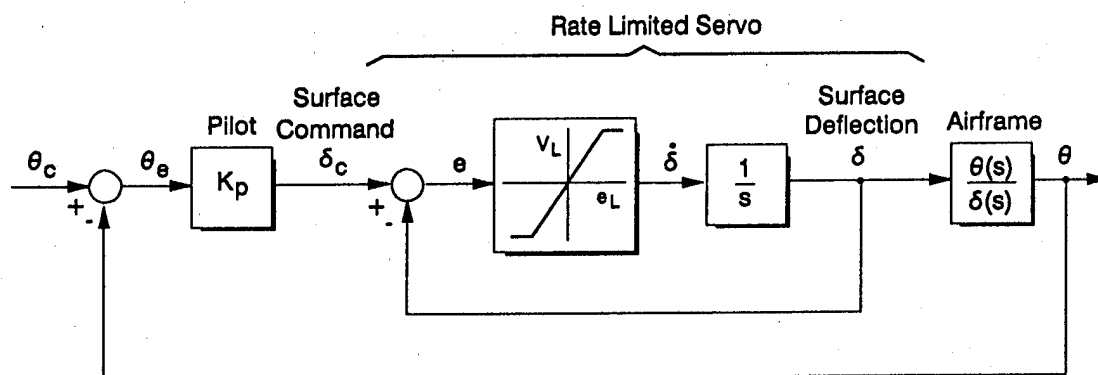 Rate Limited Servo
Surface
Command
Surface
Deflection
Pilot
Airframe
θc
+
-
θe
Kp
δc
+
-
e
VL
eL
δ̇
1
s
δ
θ(s)
δ(s)
θ